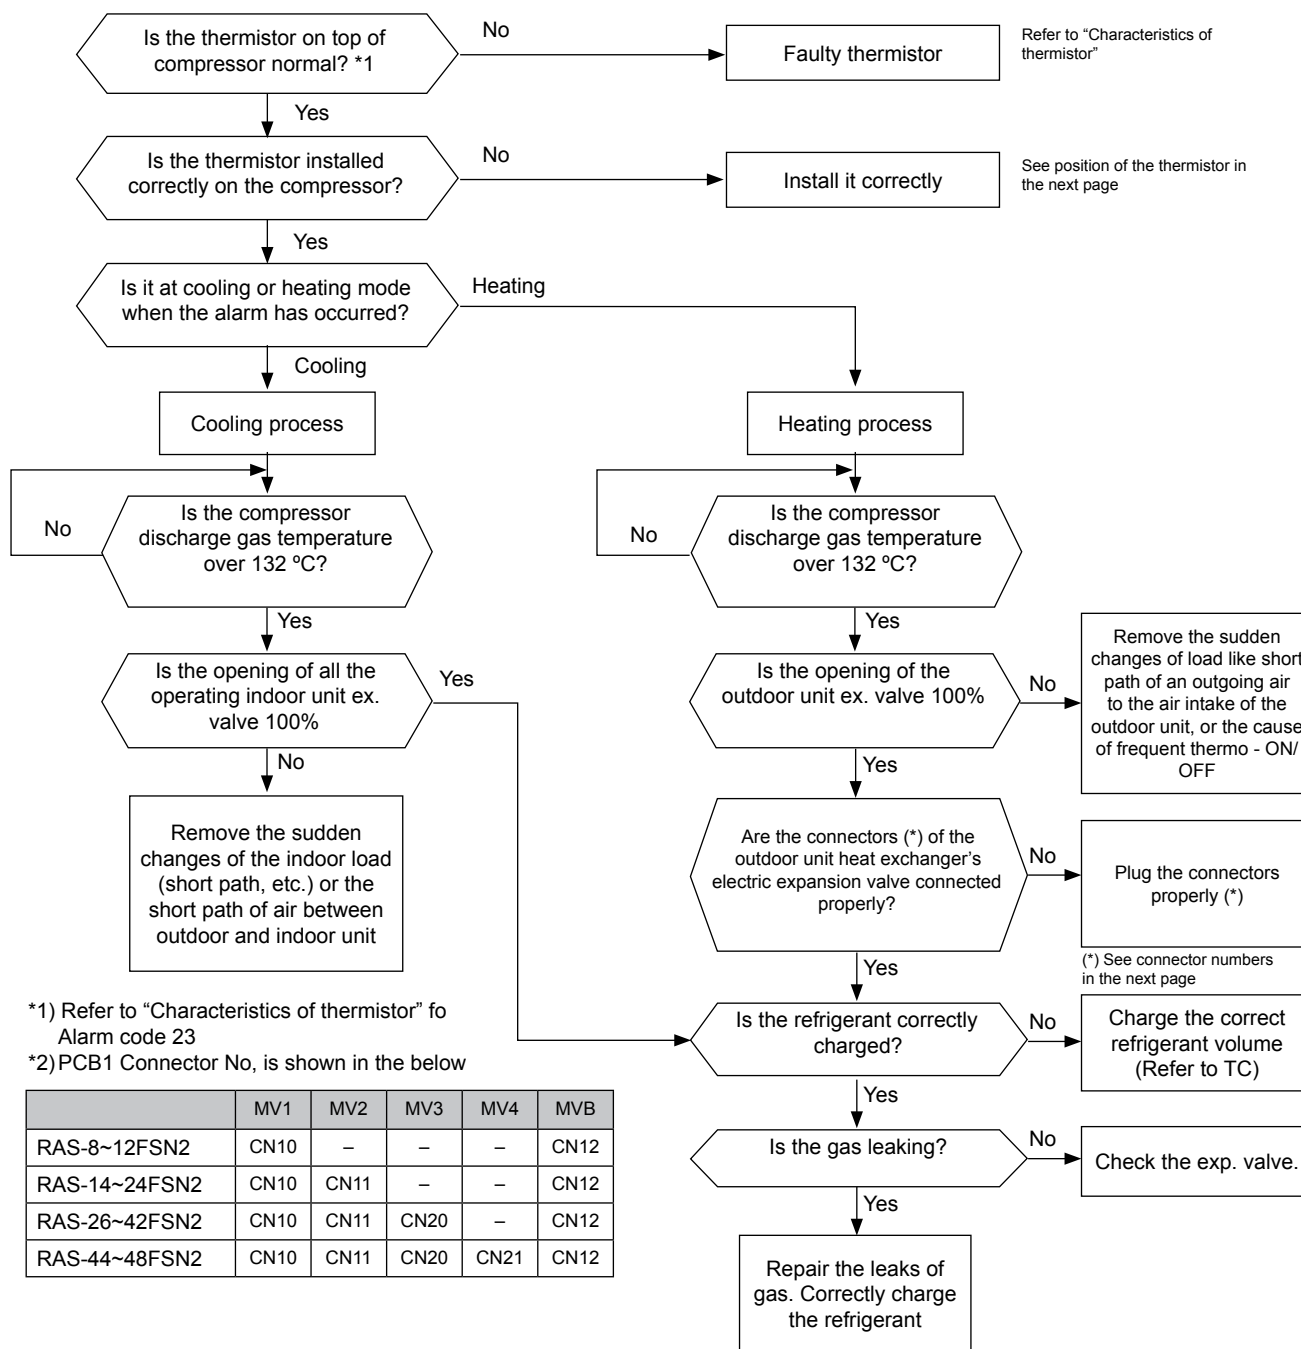 Is the thermistor on top of
compressor normal? *1
No
Faulty thermistor
Refer to “Characteristics of
thermistor”
Yes
Is the thermistor installed
correctly on the compressor?
No
Install it correctly
See position of the thermistor in
the next page
Yes
Is it at cooling or heating mode
when the alarm has occurred?
Heating
Cooling
Cooling process
Heating process
No
Is the compressor
discharge gas temperature
over 132 ºC?
No
Is the compressor
discharge gas temperature
over 132 ºC?
Yes
Yes
Is the opening of all the
operating indoor unit ex.
valve 100%
Yes
Is the opening of the
outdoor unit ex. valve 100%
No
Remove the sudden
changes of load like short
path of an outgoing air
to the air intake of the
outdoor unit, or the cause
of frequent thermo - ON/
OFF
No
Yes
Remove the sudden
changes of the indoor load
(short path, etc.) or the
short path of air between
outdoor and indoor unit
Are the connectors (*) of the
outdoor unit heat exchanger’s
electric expansion valve connected
properly?
No
Plug the connectors
properly (*)
(*) See connector numbers
in the next page
Yes
*1) Refer to “Characteristics of thermistor” fo
Alarm code 23
*2) PCB1 Connector No, is shown in the below
Is the refrigerant correctly
charged?
No
Charge the correct
refrigerant volume
(Refer to TC)
Yes
MV1 MV2 MV3 MV4 MVB
RAS-8~12FSN2 CN10 – – – CN12
RAS-14~24FSN2 CN10 CN11 – – CN12
RAS-26~42FSN2 CN10 CN11 CN20 – CN12
RAS-44~48FSN2 CN10 CN11 CN20 CN21 CN12
Is the gas leaking?
No
Check the exp. valve.
Yes
Repair the leaks of
gas. Correctly charge
the refrigerant